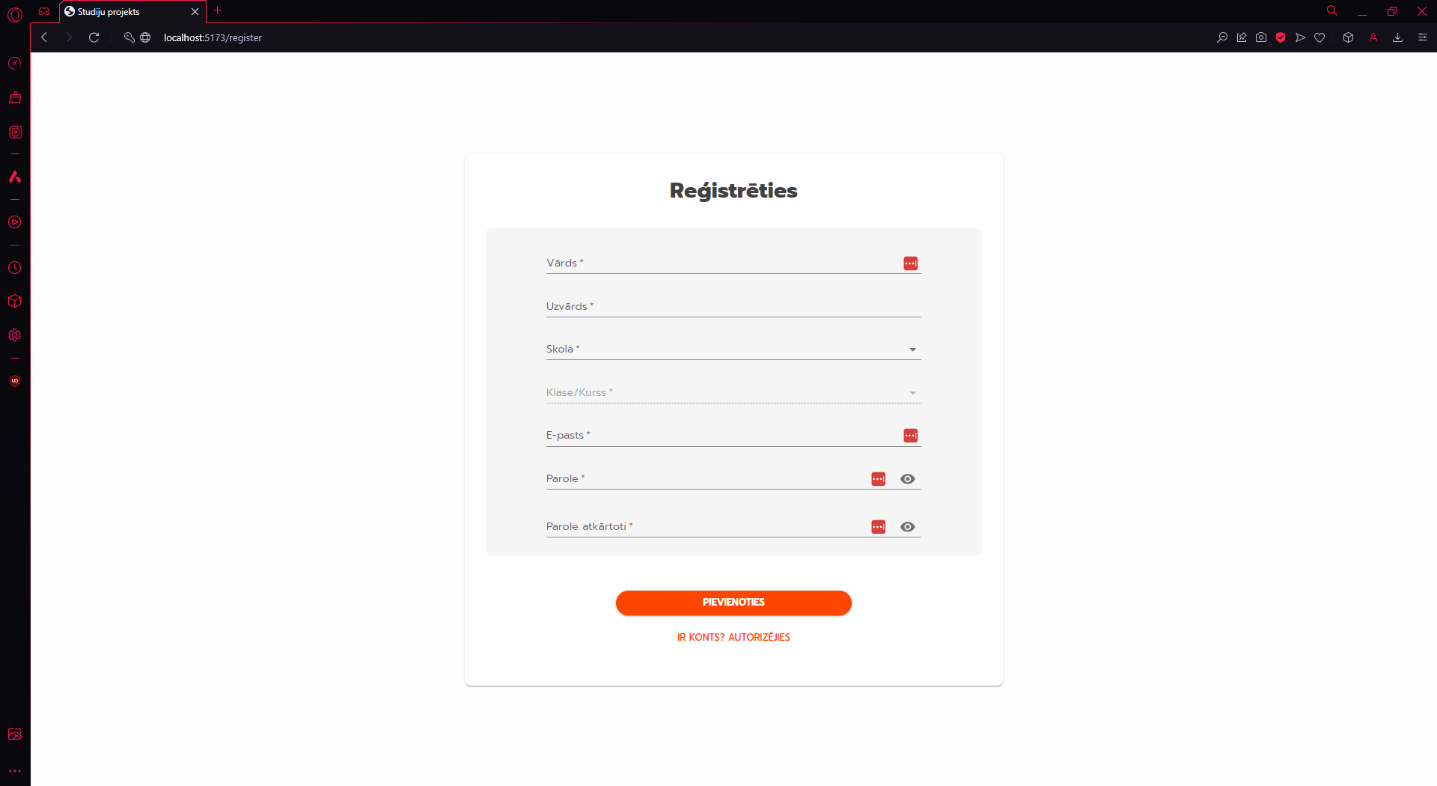 Studiju projekts
localhost:5173/register
Reģistrēties
Vārds *
Uzvārds *
Skola *
Klase/Kurss *
E-pasts *
Parole *
Parole atkārtoti *
PIEVIENOTIES
IR KONTS? AUTORIZĒJIES